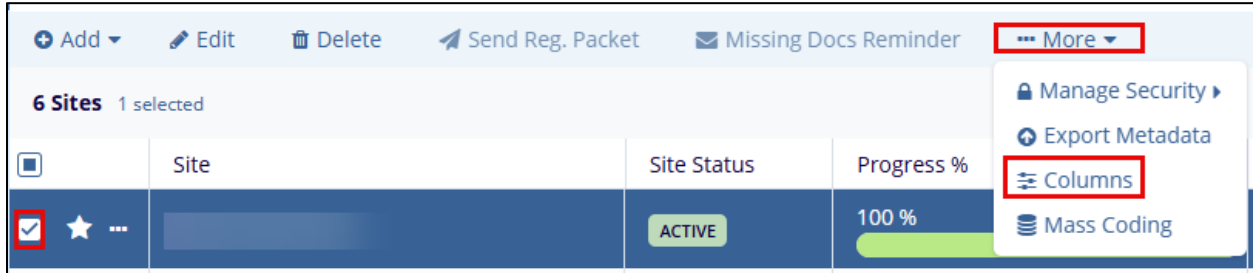 Add Edit Delete Send Reg. Packet Missing Docs Reminder More
6 Sites 1 selected
Manage Security
Export Metadata
Site Site Status Progress %
Columns
ACTIVE 100 %
Mass Coding